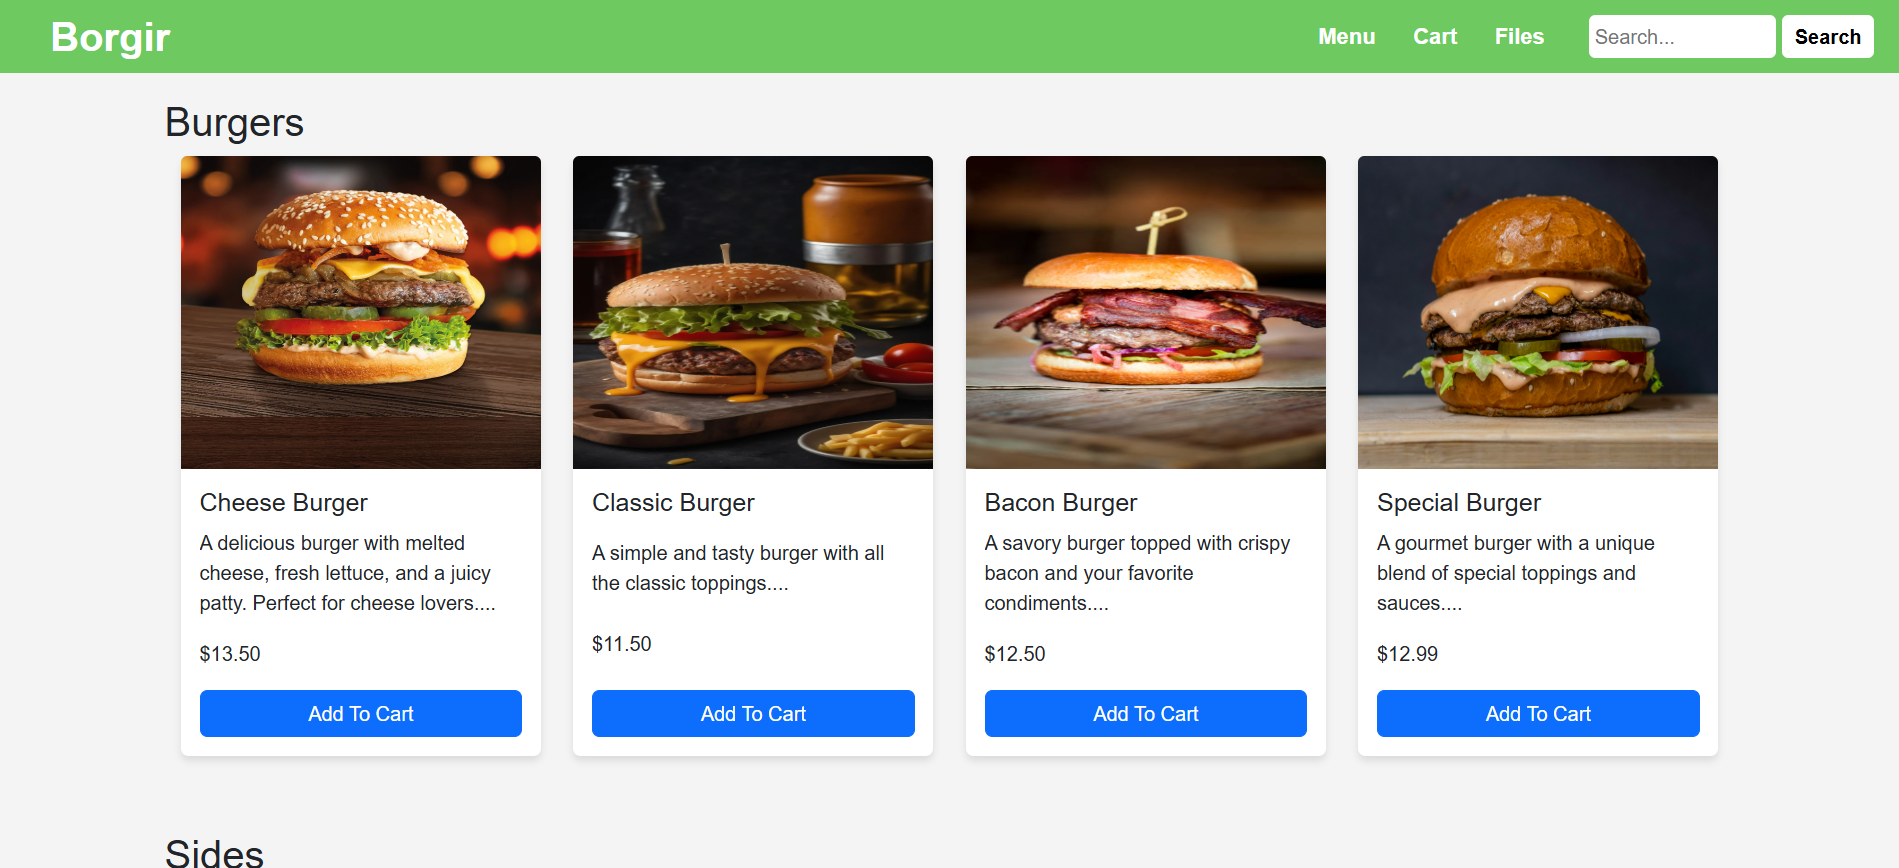 Borgir
Menu
Cart
Files
Search...
Search
Burgers
Cheese Burger
A delicious burger with melted
cheese, fresh lettuce, and a juicy
patty. Perfect for cheese lovers....
$13.50
Add To Cart
Classic Burger
A simple and tasty burger with all
the classic toppings....
$11.50
Add To Cart
Bacon Burger
A savory burger topped with crispy
bacon and your favorite
condiments....
$12.50
Add To Cart
Special Burger
A gourmet burger with a unique
blend of special toppings and
sauces....
$12.99
Add To Cart
Sides